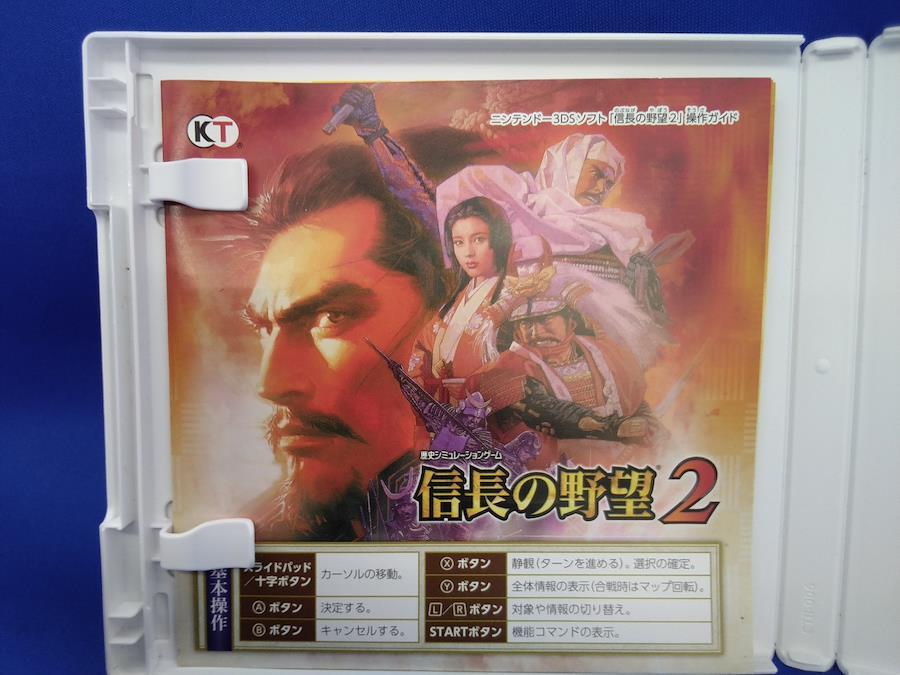 KT
ニンテンドー3DSソフト「信長の野望2」操作ガイド
歴史シミュレーションゲーム
信長の野望2
基本操作
スライドパッド/十字ボタン
カーソルの移動。
Ⓐボタン
決定する。
Ⓑボタン
キャンセルする。
Ⓧボタン
静観(ターンを進める)。選択の確定。
Ⓨボタン
全体情報の表示(合戦時はマップ回転)。
L/Rボタン
対象や情報の切り替え。
STARTボタン
機能コマンドの表示。